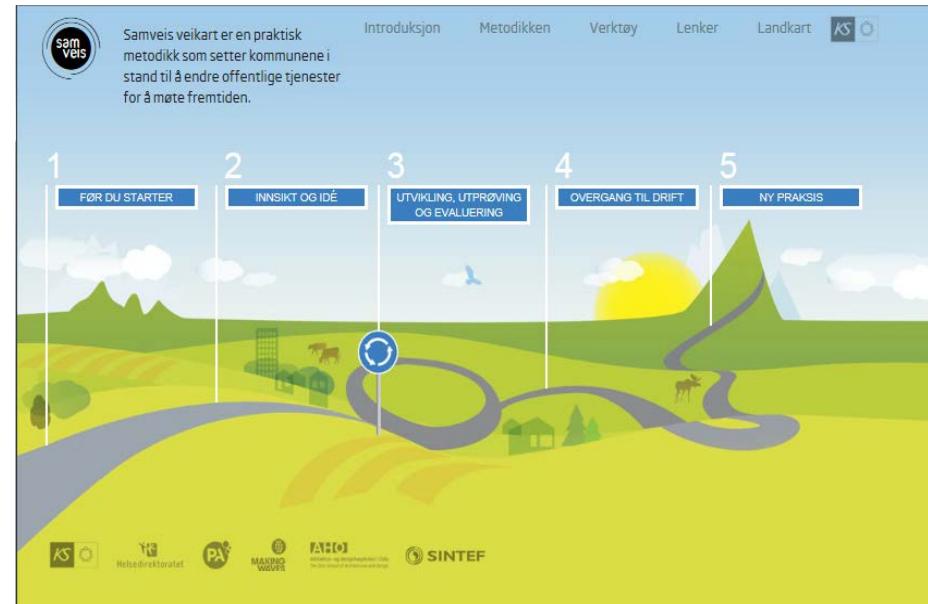 sam
veis
Samveis veikart er en praktisk
metodikk som setter kommunene i
stand til å endre offentlige tjenester
for å møte fremtiden.
Introduksjon Metodikken Verktøy Lenker Landkart KS
1 2 3 4 5
FØR DU STARTER INNSIKT OG IDÉ UTVIKLING, UTPRØVING OVERGANG TIL DRIFT NY PRAKSIS
OG EVALUERING
KS Helsedirektoratet PA MAKING AHO SINTEF
WAVES